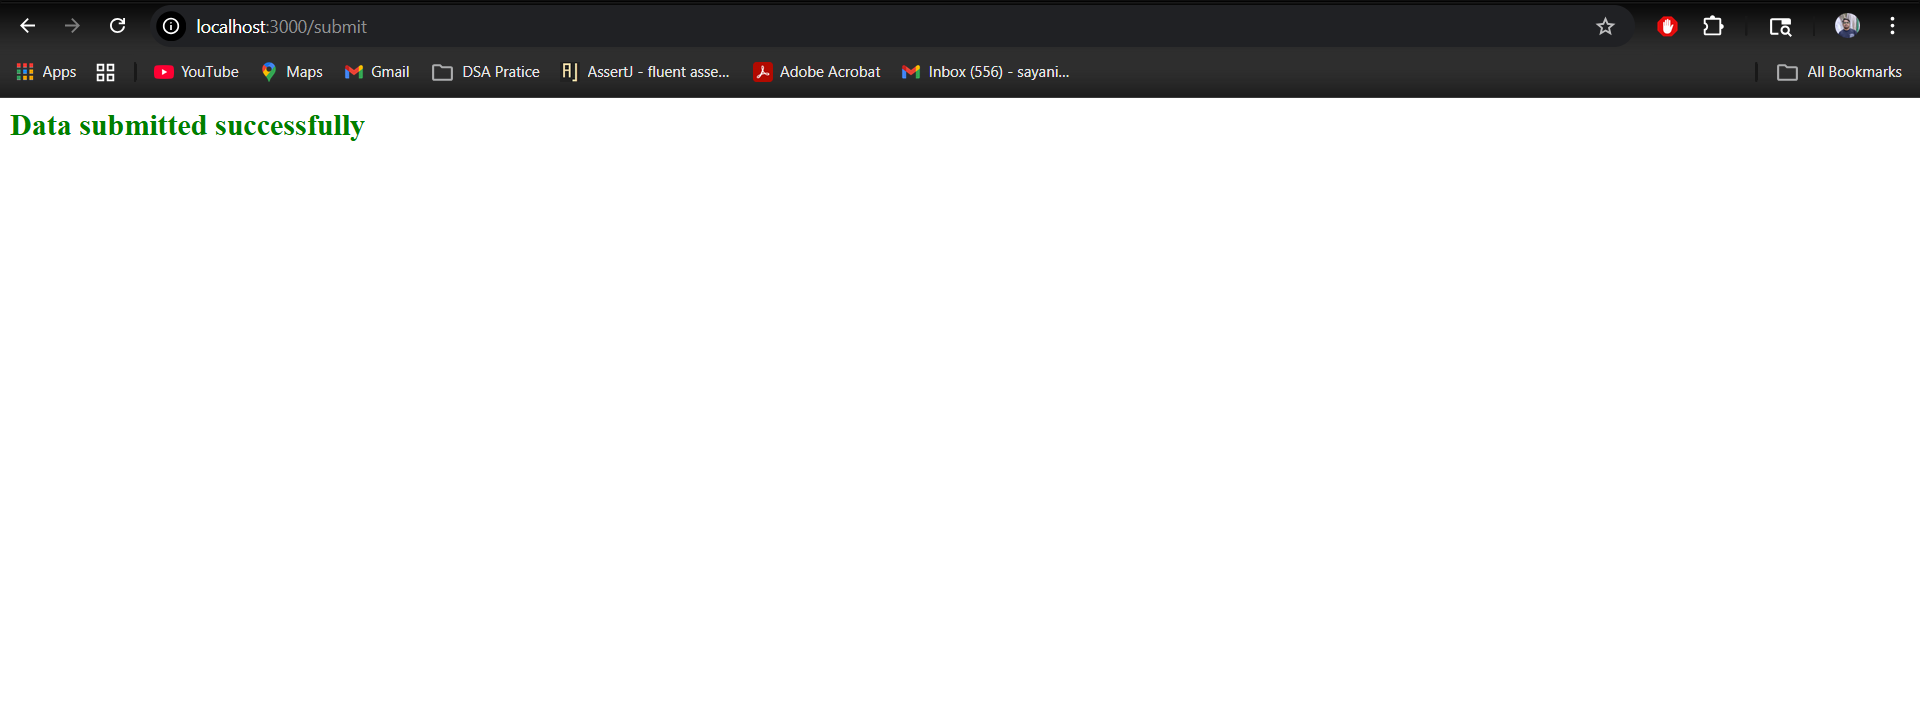 localhost:3000/submit
Apps YouTube Maps Gmail DSA Pratice AssertJ - fluent asse... Adobe Acrobat Inbox (556) - sayani... All Bookmarks
Data submitted successfully